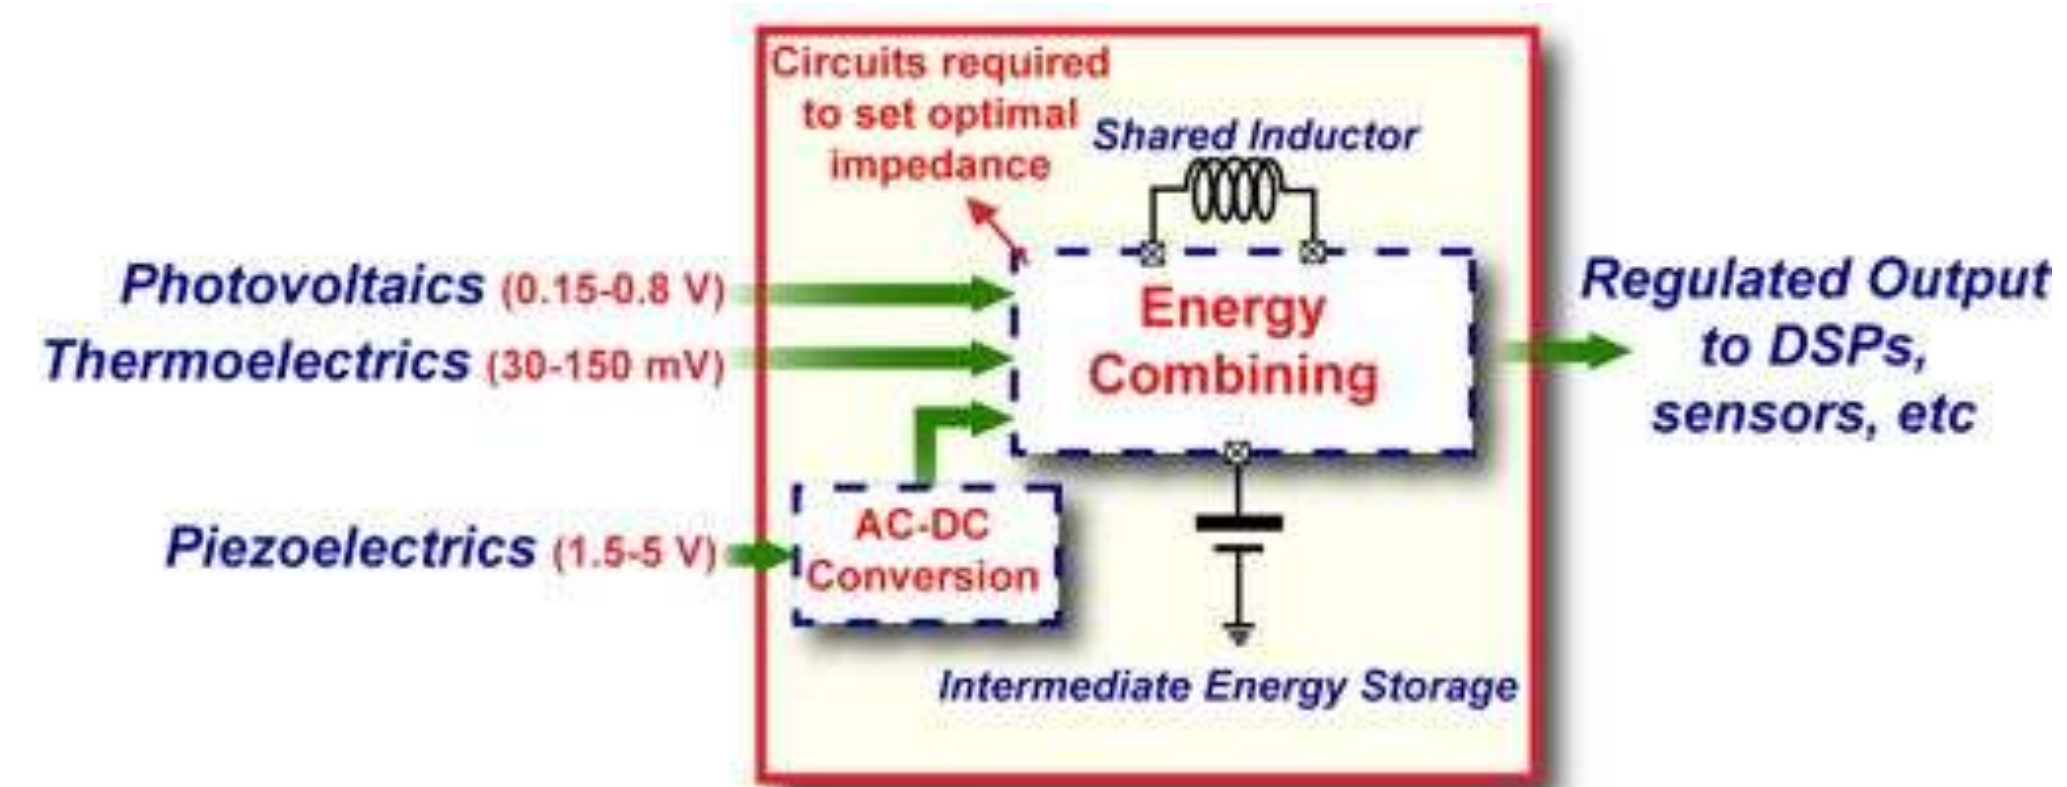 Circuits required
to set optimal
impedance
Shared Inductor
Photovoltaics (0.15-0.8 V)
Thermoelectrics (30-150 mV)
Energy
Combining
Regulated Output
to DSPs,
sensors, etc
Piezoelectrics (1.5-5 V)
AC-DC
Conversion
Intermediate Energy Storage